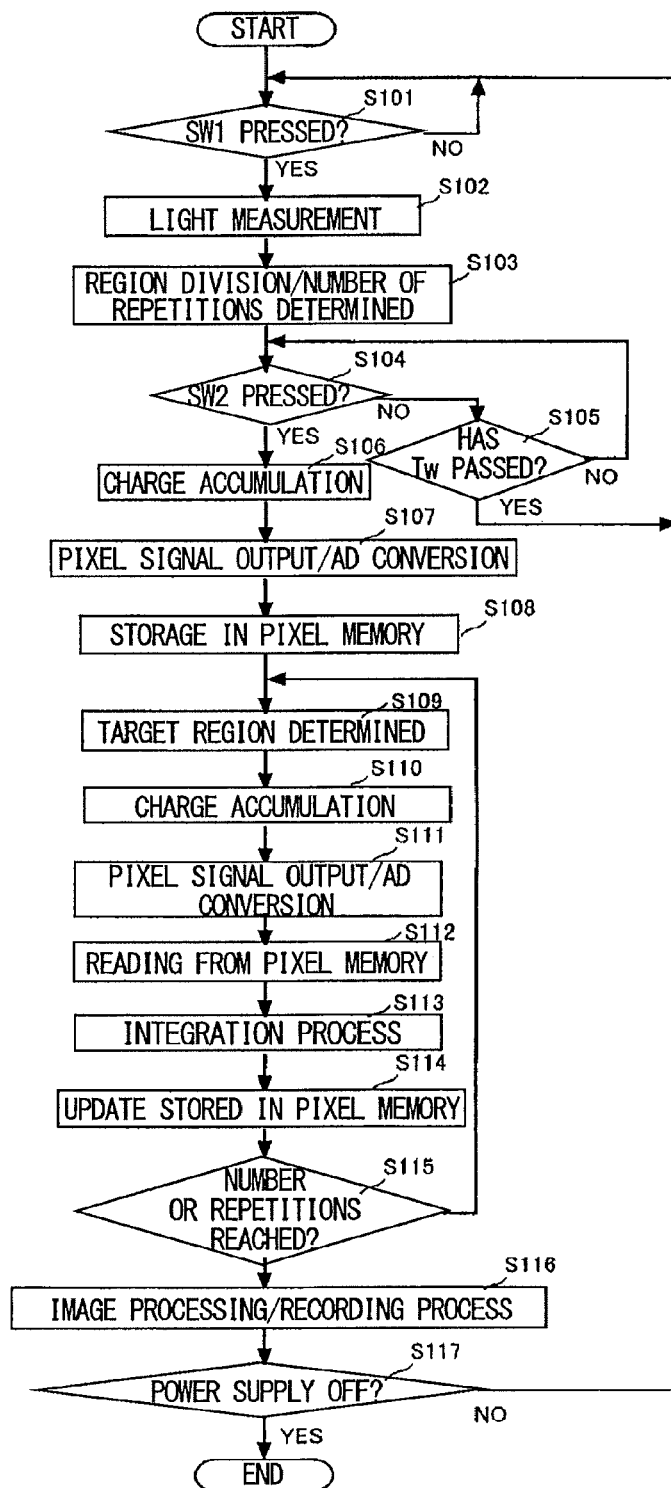 START
S101
SW1 PRESSED?
NO
YES
S102
LIGHT MEASUREMENT
S103
REGION DIVISION/NUMBER OF
REPETITIONS DETERMINED
S104
SW2 PRESSED?
NO
S105
YES
HAS
Tw PASSED?
NO
YES
S106
CHARGE ACCUMULATION
S107
PIXEL SIGNAL OUTPUT/AD CONVERSION
S108
STORAGE IN PIXEL MEMORY
S109
TARGET REGION DETERMINED
S110
CHARGE ACCUMULATION
S111
PIXEL SIGNAL OUTPUT/AD
CONVERSION
S112
READING FROM PIXEL MEMORY
S113
INTEGRATION PROCESS
S114
UPDATE STORED IN PIXEL MEMORY
S115
NUMBER
OR REPETITIONS
REACHED?
S116
IMAGE PROCESSING/RECORDING PROCESS
S117
POWER SUPPLY OFF?
NO
YES
END